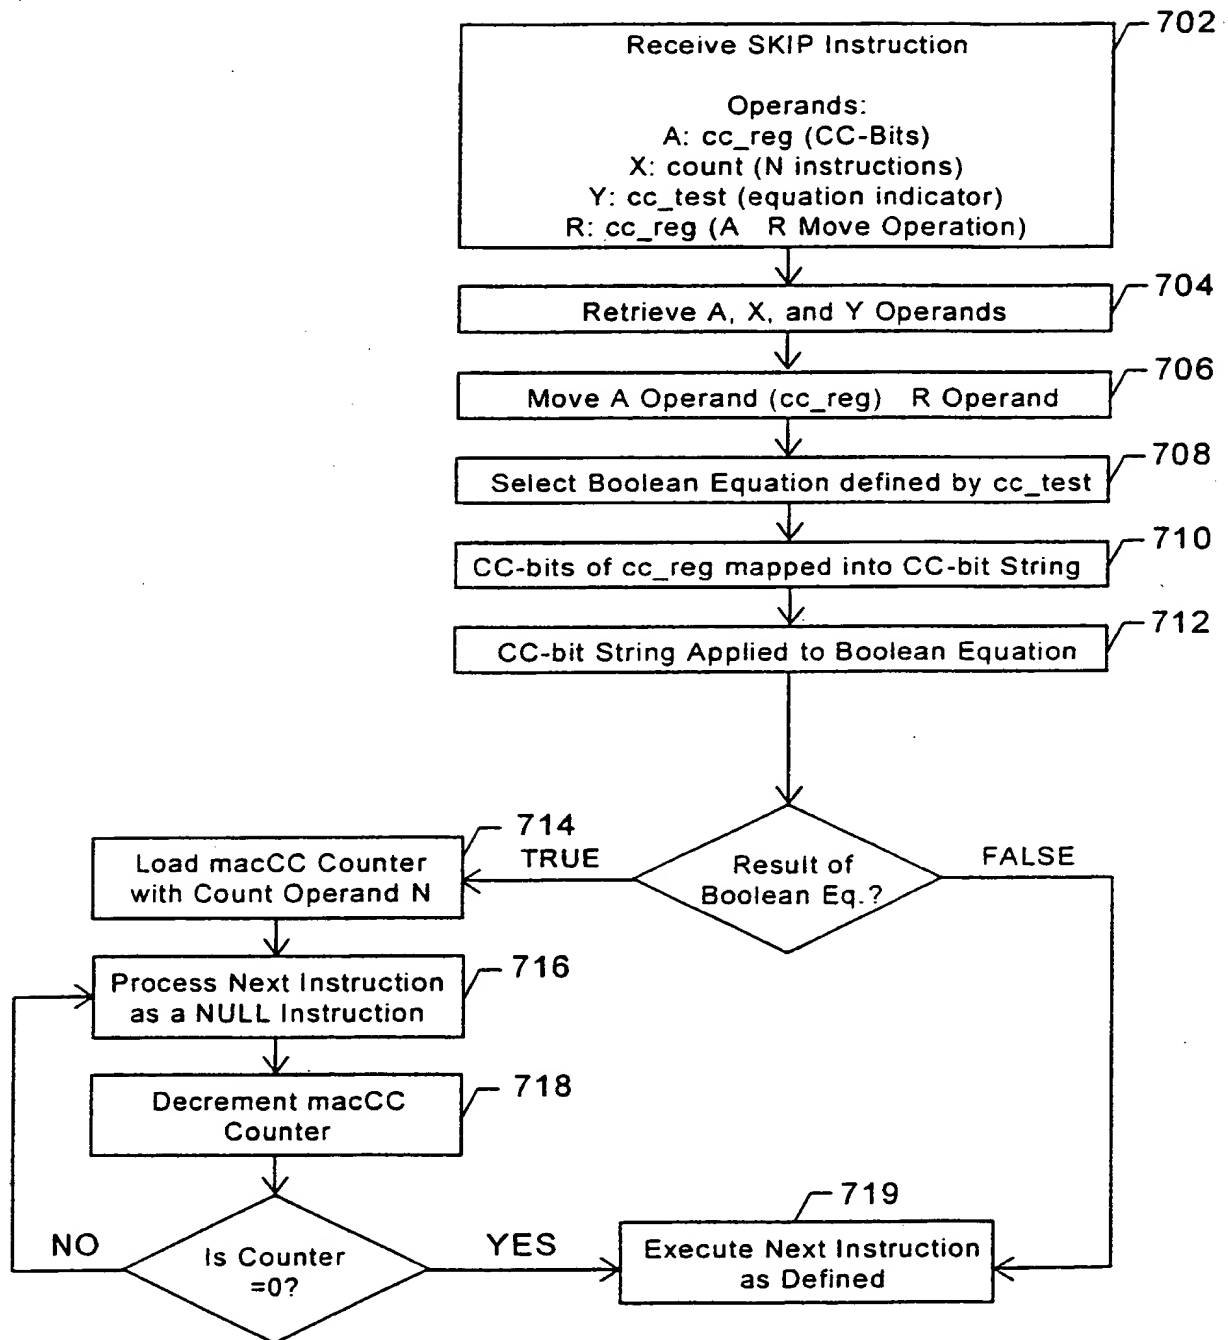 702
Receive SKIP Instruction
Operands:
A: cc_reg (CC-Bits)
X: count (N instructions)
Y: cc_test (equation indicator)
R: cc_reg (A R Move Operation)
704
Retrieve A, X, and Y Operands
706
Move A Operand (cc_reg) R Operand
708
Select Boolean Equation defined by cc_test
710
CC-bits of cc_reg mapped into CC-bit String
712
CC-bit String Applied to Boolean Equation
714
Load macCC Counter
with Count Operand N
TRUE
Result of
Boolean Eq.?
FALSE
716
Process Next Instruction
as a NULL Instruction
718
Decrement macCC
Counter
NO
Is Counter
=0?
YES
719
Execute Next Instruction
as Defined